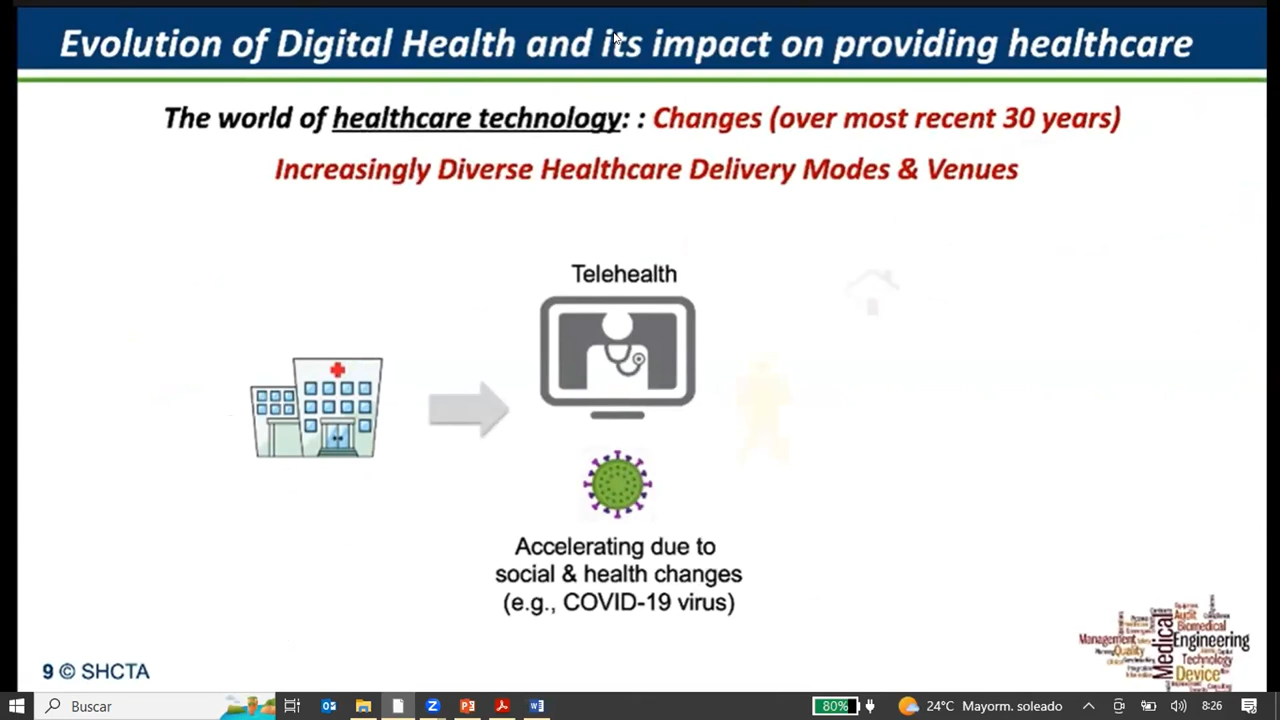 Evolution of Digital Health and its impact on providing healthcare
The world of healthcare technology: : Changes (over most recent 30 years)
Increasingly Diverse Healthcare Delivery Modes & Venues
Telehealth
Accelerating due to
social & health changes
(e.g., COVID-19 virus)
Management
Medical
Audit
Biomedical
Engineering
Quality
Technology
Device
9 © SHCTA
Buscar
80%
24°C Mayorm. soleado
8:26